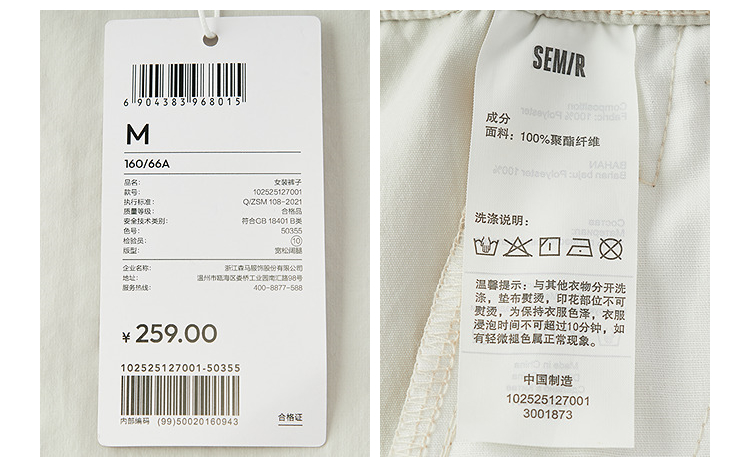 6 904383 968015
M
160/66A
品名: 女装裤子
款号: 102525127001
执行标准: Q/ZSM 108-2021
质量等级: 合格品
安全技术类别: 符合GB 18401 B类
色号: 50355
检验员: 10
版型: 宽松阔腿
企业名称: 浙江森马服饰股份有限公司
地址: 温州市瓯海区娄桥工业园南汇路98号
服务热线: 400-8877-588
¥ 259.00
102525127001-50355
内部编码 (99)50020160943
合格证
SEMIR
成分
面料: 100%聚酯纤维
Composition
Fabric: 100% Polyester
BAHAN
Bahan baju: Polyester 100%
洗涤说明:
温馨提示: 与其他衣物分开洗
涤, 垫布熨烫, 印花部位不可
熨烫, 为保持衣服色泽, 衣服
浸泡时间不可超过10分钟, 如
有轻微褪色属正常现象。
Made in China
中国制造
102525127001
3001873